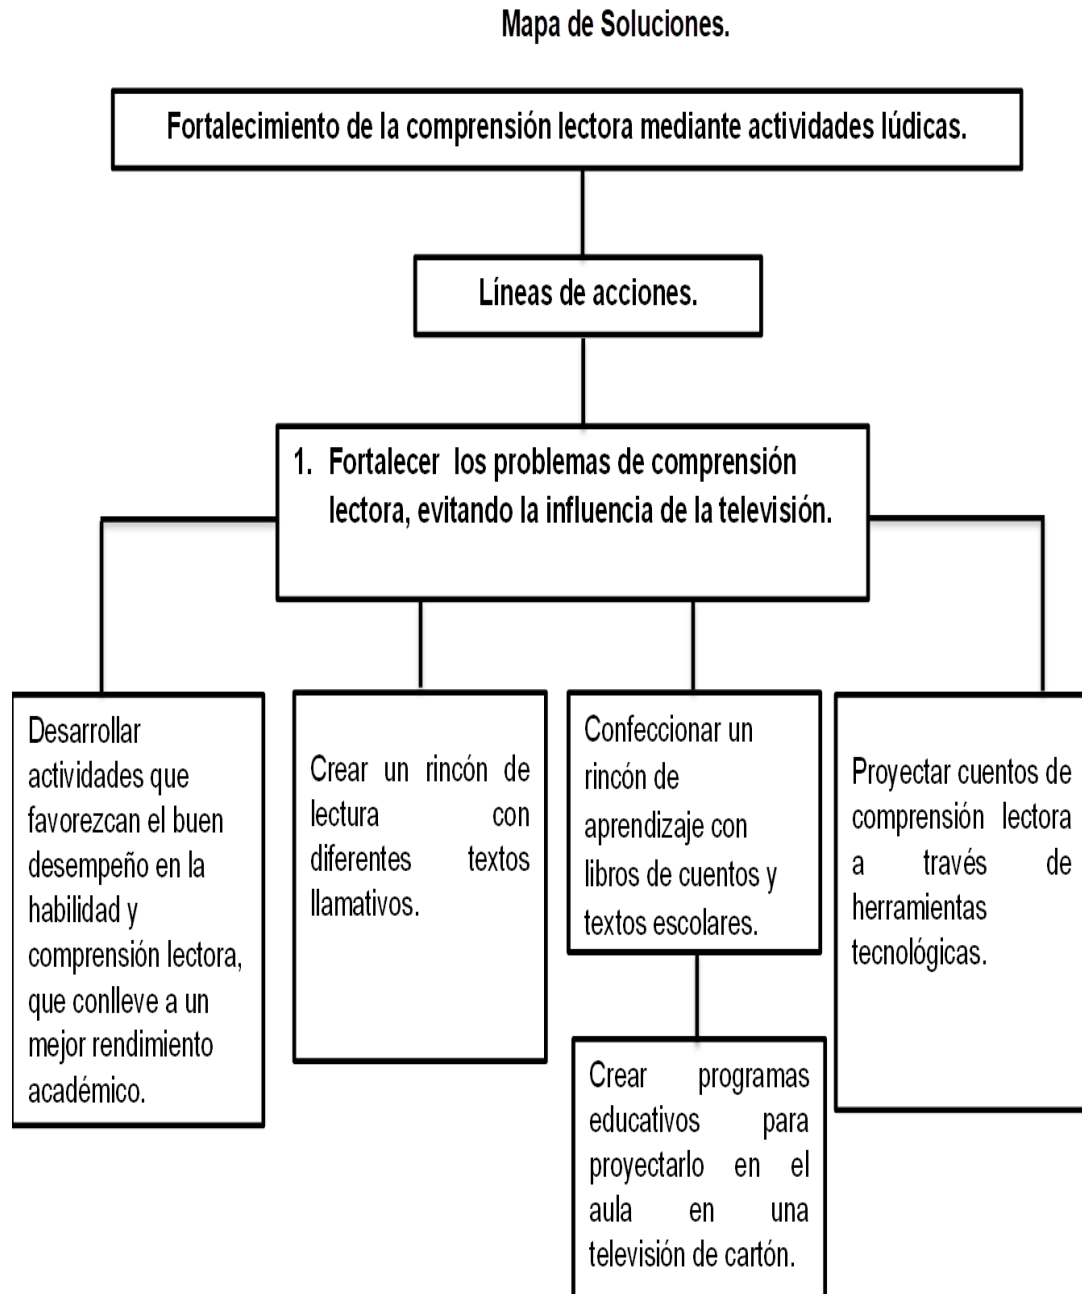 Mapa de Soluciones.
Fortalecimiento de la comprensión lectora mediante actividades lúdicas.
Líneas de acciones.
1. Fortalecer los problemas de comprensión
lectora, evitando la influencia de la televisión.
Desarrollar
actividades que
favorezcan el buen
desempeño en la
habilidad y
comprensión lectora,
que conlleve a un
mejor rendimiento
académico.
Crear un rincón de
lectura con
diferentes textos
llamativos.
Confeccionar un
rincón de
aprendizaje con
libros de cuentos y
textos escolares.
Proyectar cuentos de
comprensión lectora
a través de
herramientas
tecnológicas.
Crear programas
educativos para
proyectarlo en el
aula en una
televisión de cartón.